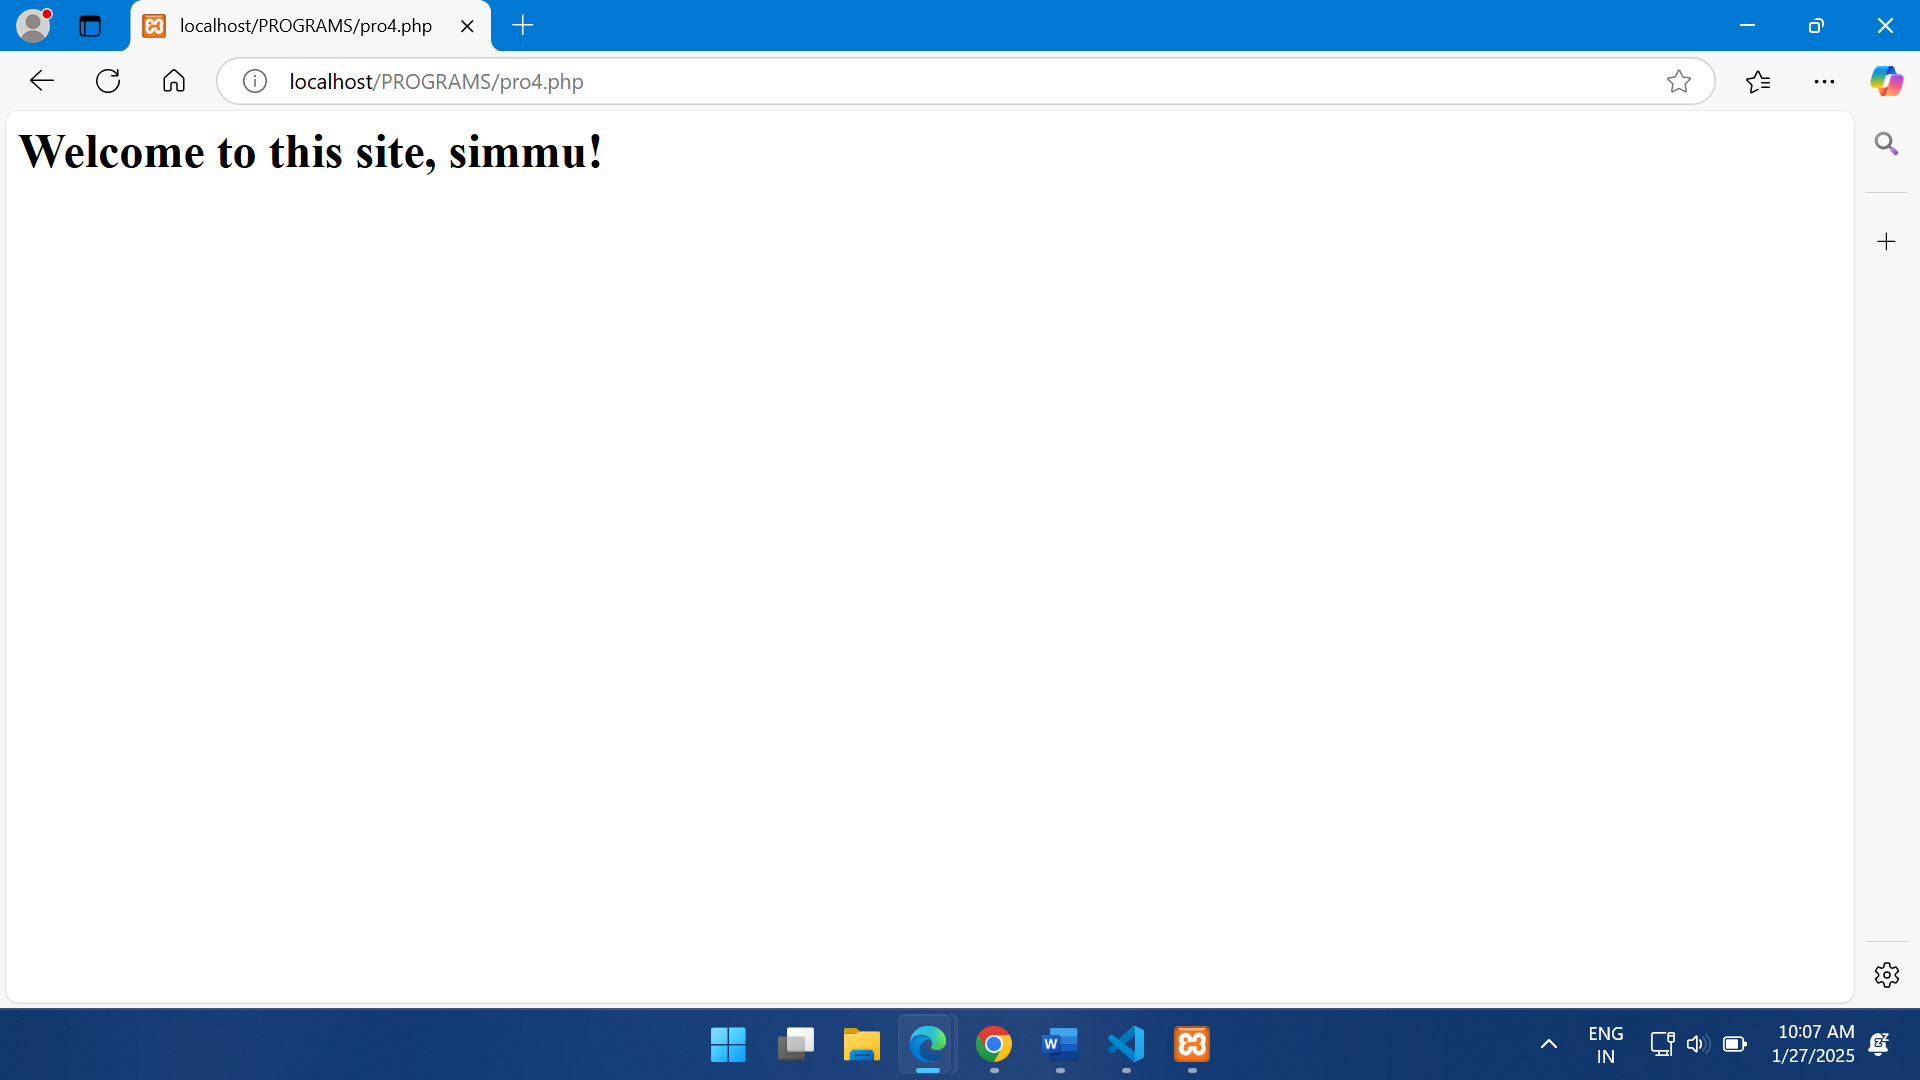 localhost/PROGRAMS/pro4.php
localhost/PROGRAMS/pro4.php
Welcome to this site, simmu!
W
ENG
IN
10:07 AM
1/27/2025